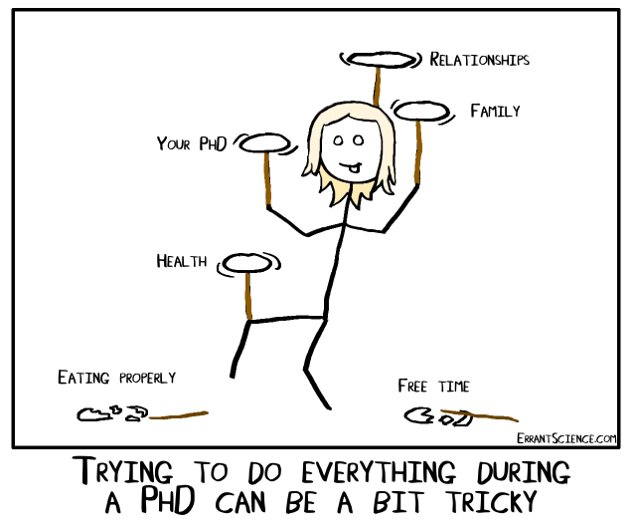 RELATIONSHIPS
FAMILY
YOUR PHD
HEALTH
EATING PROPERLY
FREE TIME
ERRANTSCIENCE.COM
TRYING TO DO EVERYTHING DURING
A PHD CAN BE A BIT TRICKY